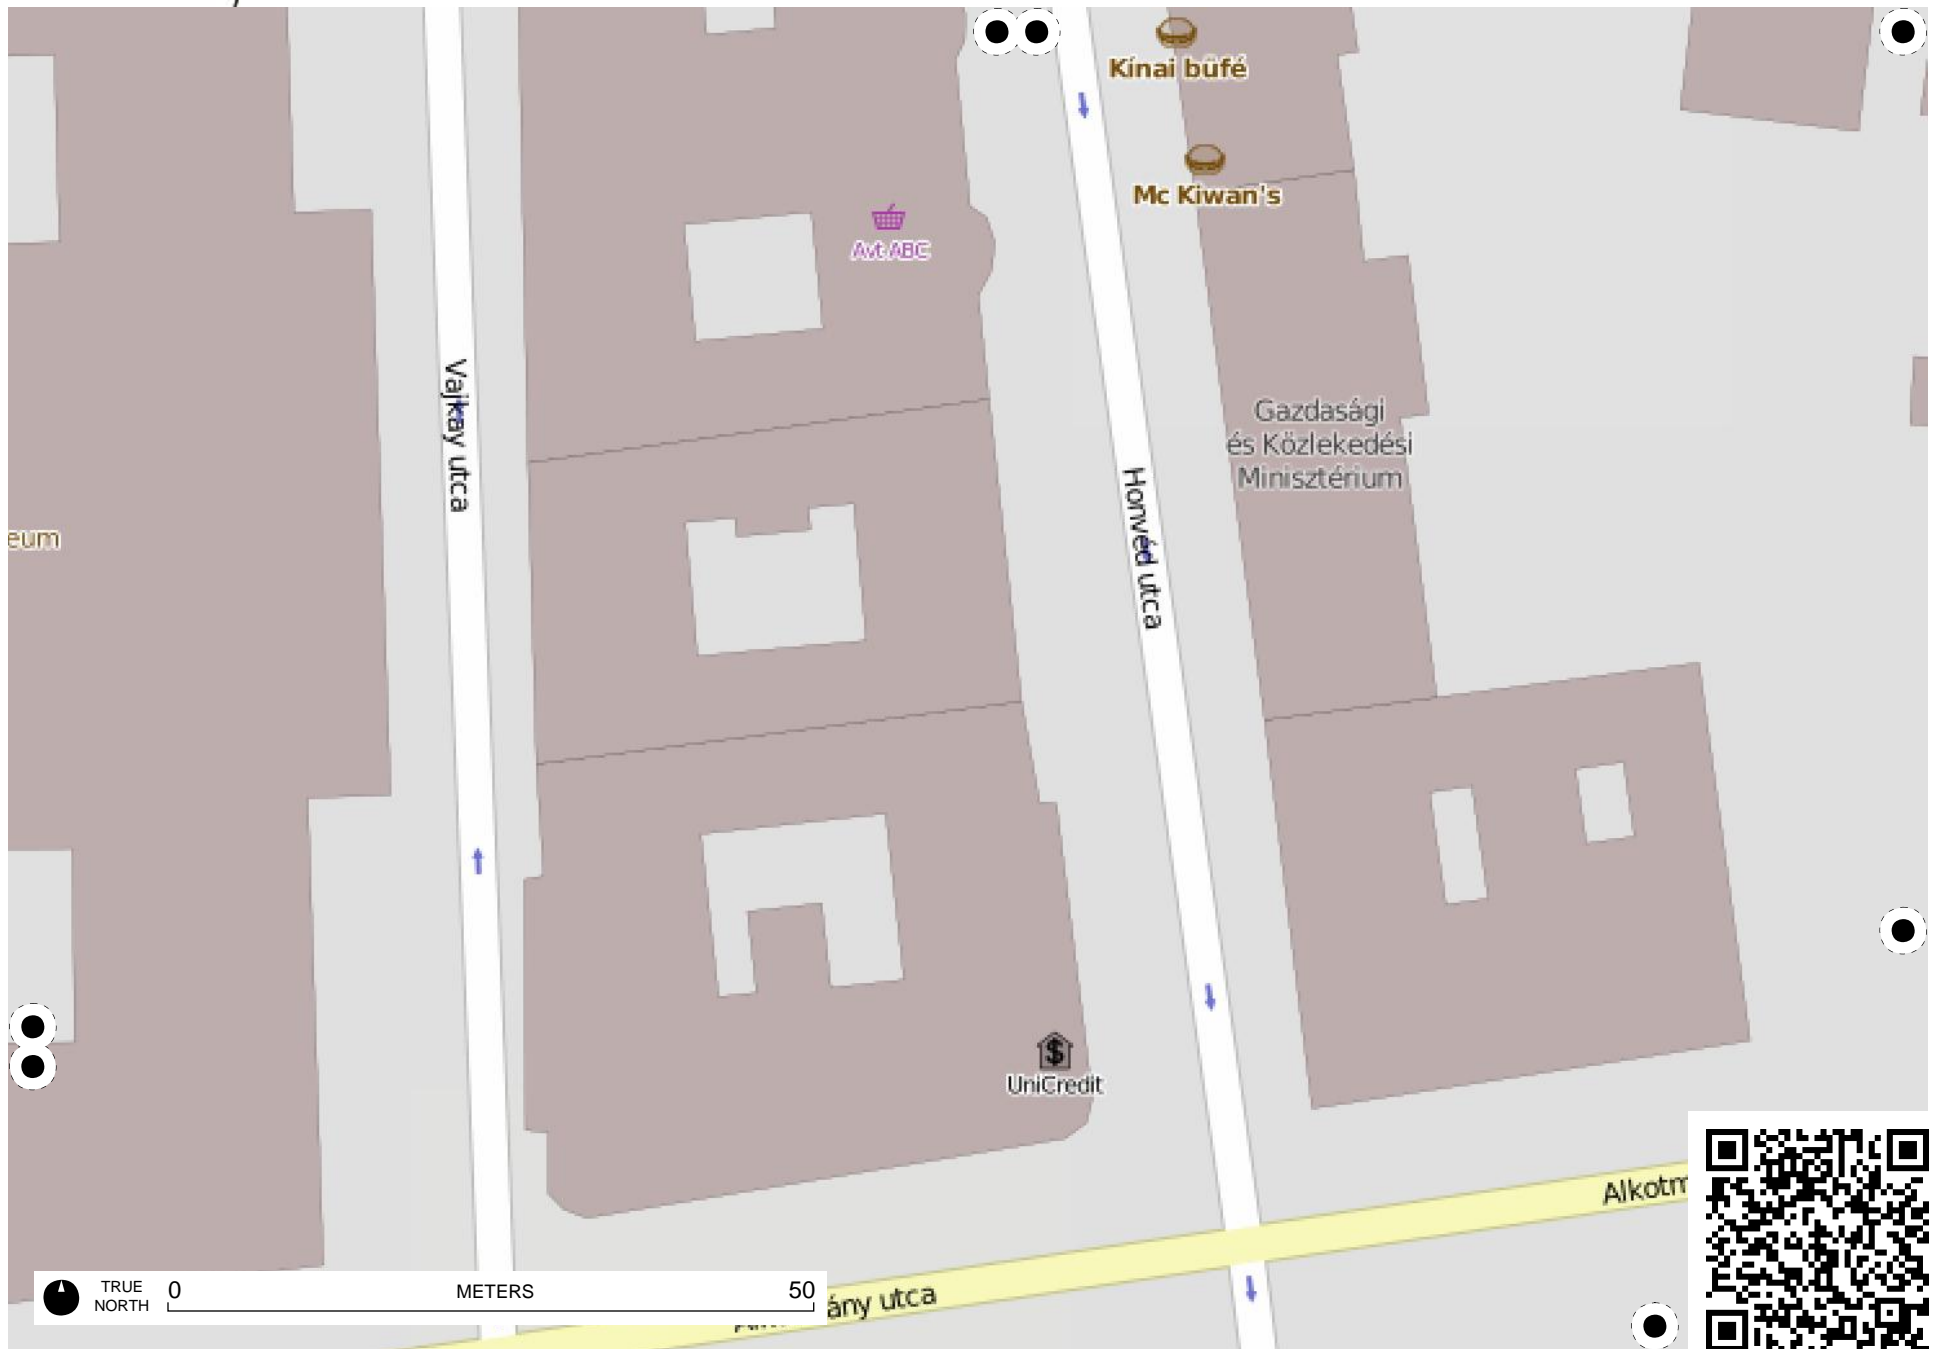 Kínai büfé
Mc Kiwan's
Avt ABC
Vajkay utca
Gazdasági
és Közlekedési
Minisztérium
Honvéd utca
eum
$
UniCredit
Alkotm
ány utca
TRUE
NORTH
0
METERS
50